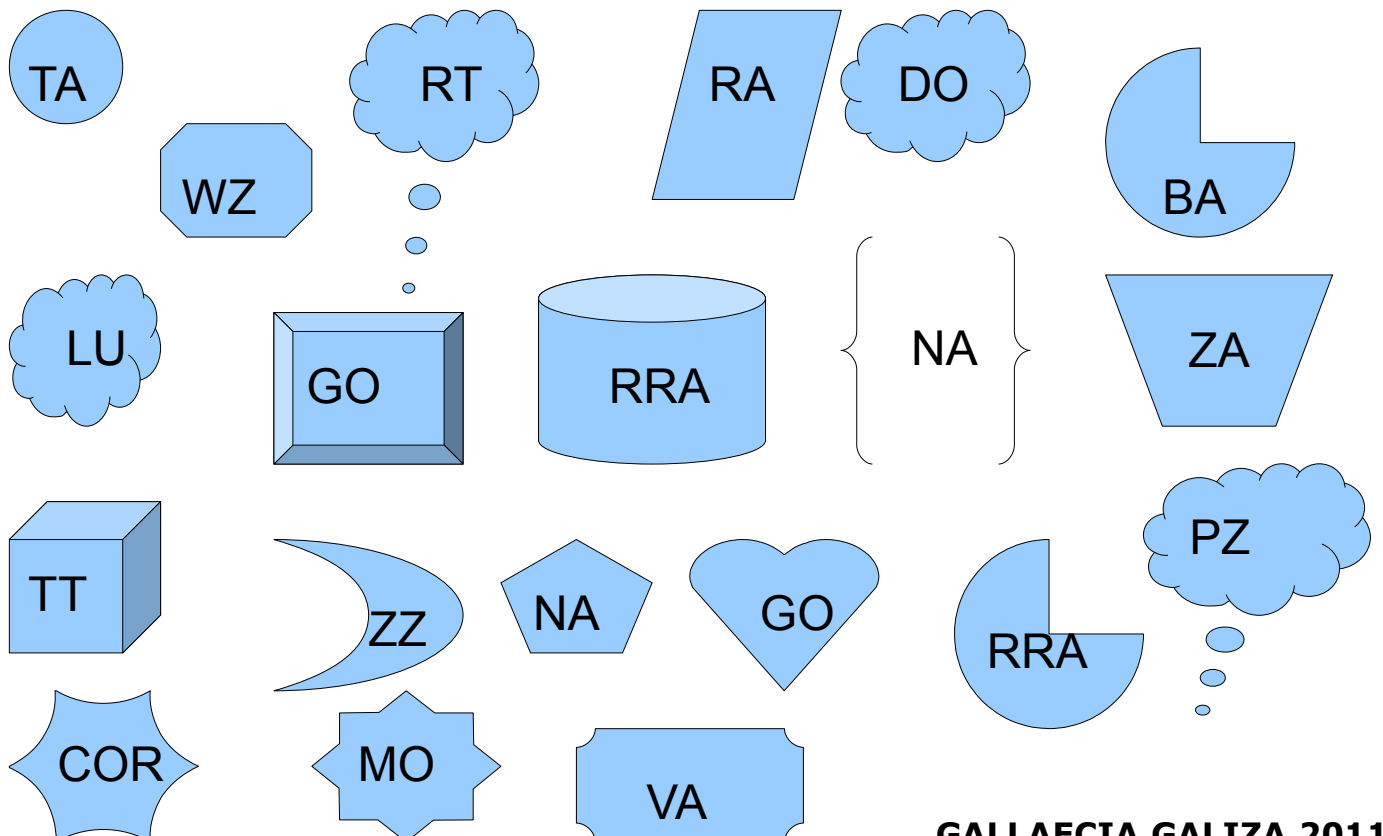 TA
RT
RA
DO
WZ
BA
LU
GO
RRA
NA
ZA
PZ
TT
ZZ
NA
GO
RRA
COR
MO
VA
GALLAECIA GALIZA 2011